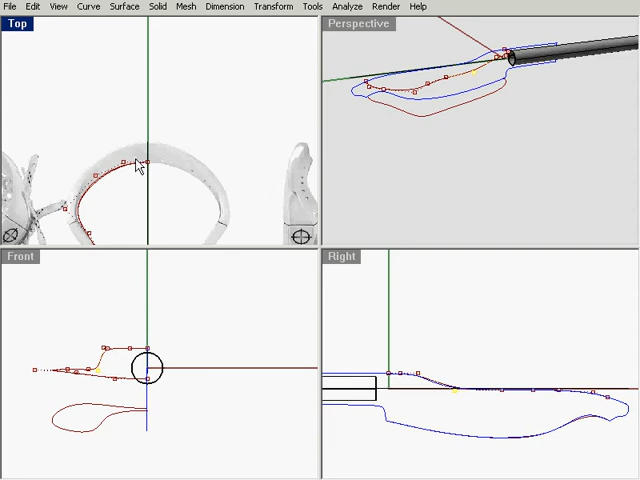 File Edit View Curve Surface Solid Mesh Dimension Transform Tools Analyze Render Help
Top
Perspective
Front
Right